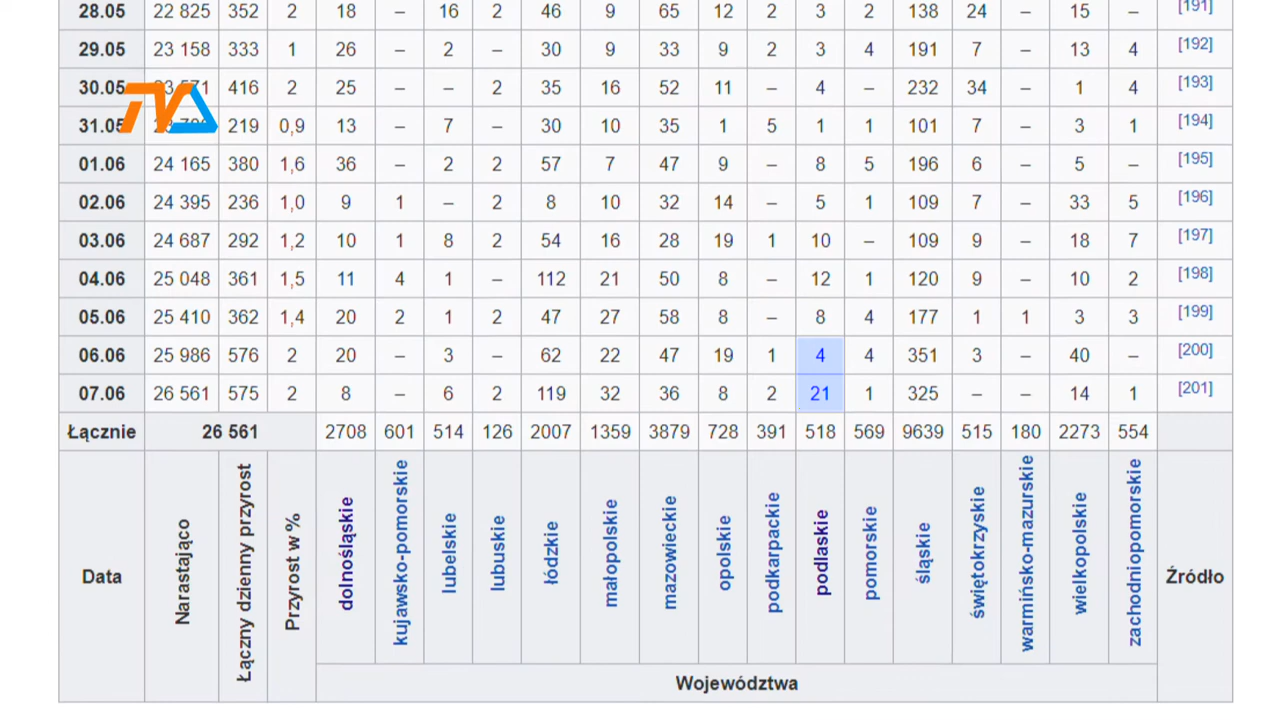 28.05 22 825 352 2 18 – 16 2 46 9 65 12 2 3 2 138 24 – 15 – [191]
29.05 23 158 333 1 26 – 2 – 30 9 33 9 2 3 4 191 7 – 13 4 [192]
30.05 416 2 25 – – 2 35 16 52 11 – 4 – 232 34 – 1 4 [193]
31.05 219 0,9 13 – 7 – 30 10 35 1 5 1 1 101 7 – 3 1 [194]
01.06 24 165 380 1,6 36 – 2 2 57 7 47 9 – 8 5 196 6 – 5 – [195]
02.06 24 395 236 1,0 9 1 – 2 8 10 32 14 – 5 1 109 7 – 33 5 [196]
03.06 24 687 292 1,2 10 1 8 2 54 16 28 19 1 10 – 109 9 – 18 7 [197]
04.06 25 048 361 1,5 11 4 1 – 112 21 50 8 – 12 1 120 9 – 10 2 [198]
05.06 25 410 362 1,4 20 2 1 2 47 27 58 8 – 8 4 177 1 1 3 3 [199]
06.06 25 986 576 2 20 – 3 – 62 22 47 19 1 4 4 351 3 – 40 – [200]
07.06 26 561 575 2 8 – 6 2 119 32 36 8 2 21 1 325 – – 14 1 [201]
Łącznie 26 561 2708 601 514 126 2007 1359 3879 728 391 518 569 9639 515 180 2273 554
Data Narastająco Łączny dzienny przyrost Przyrost w % dolnośląskie kujawsko-pomorskie lubelskie lubuskie łódzkie małopolskie mazowieckie opolskie podkarpackie podlaskie pomorskie śląskie świętokrzyskie warmińsko-mazurskie wielkopolskie zachodniopomorskie Źródło
Województwa